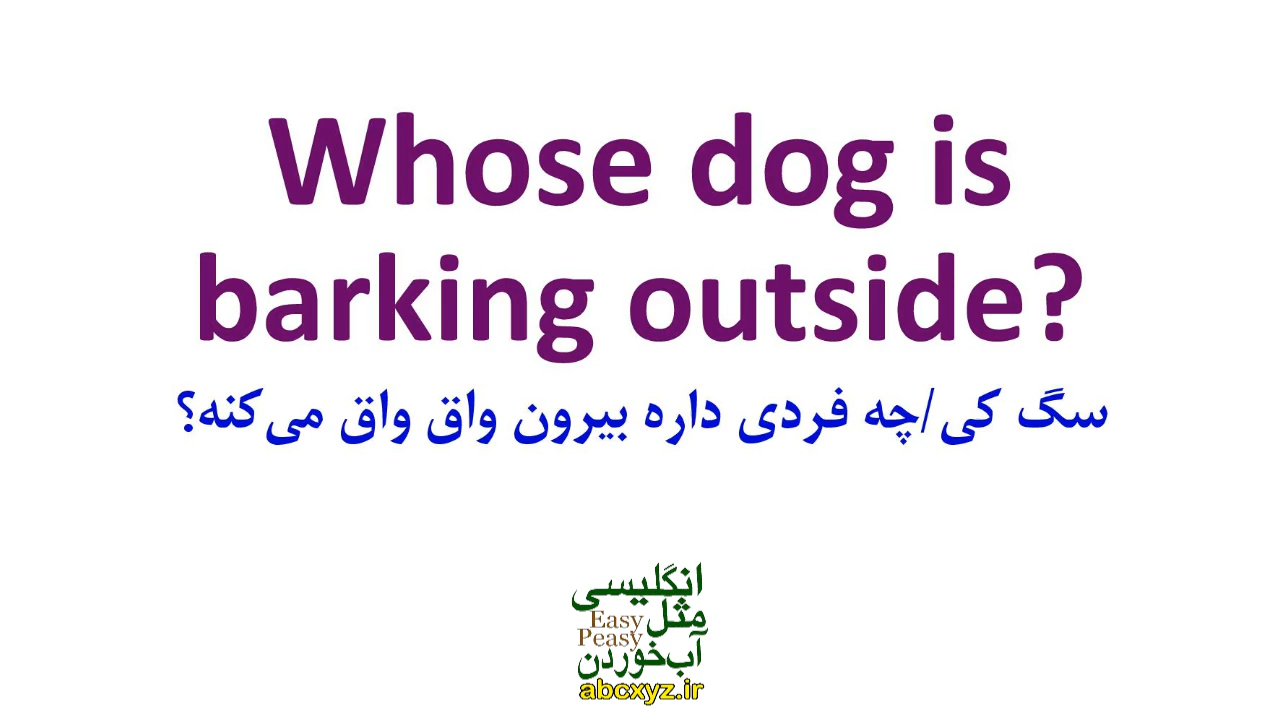 Whose dog is
barking outside?
سگ کی/چه فردی داره بیرون واق واق می‌کنه؟
انگلیسی
مثل
Easy
Peasy
آب‌خوردن
abcxyz.ir